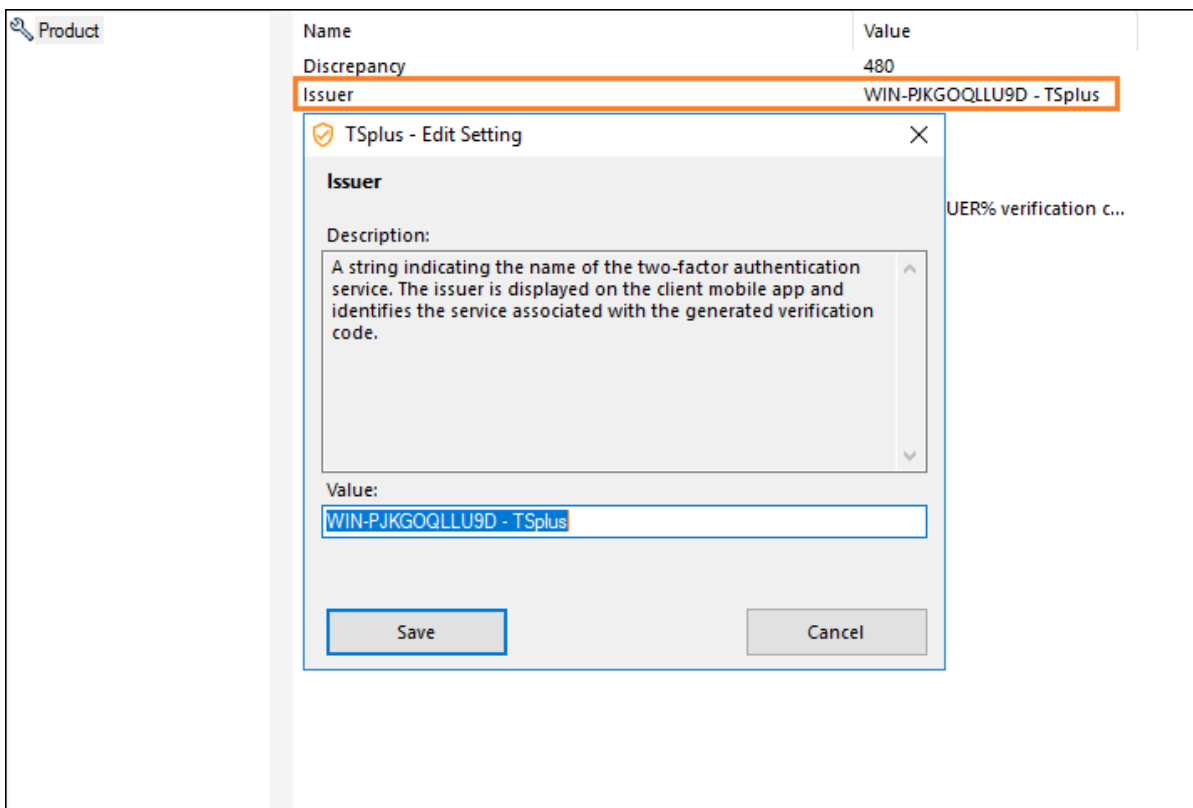 Product
Name Value
Discrepancy 480
Issuer WIN-PJKGOQLLU9D - TSplus
TSplus - Edit Setting
Issuer
UER% verification c...
Description:
A string indicating the name of the two-factor authentication
service. The issuer is displayed on the client mobile app and
identifies the service associated with the generated verification
code.
Value:
WIN-PJKGOQLLU9D - TSplus
Save Cancel